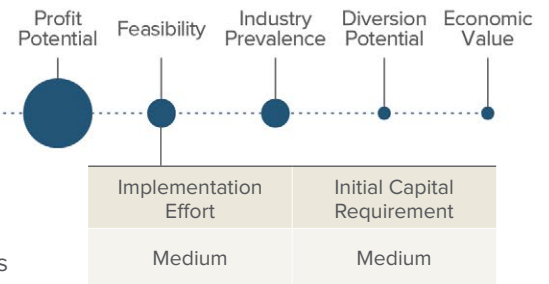 Profit
Potential
Feasibility
Industry
Prevalence
Diversion
Potential
Economic
Value
Implementation
Effort
Initial Capital
Requirement
Medium
Medium
s